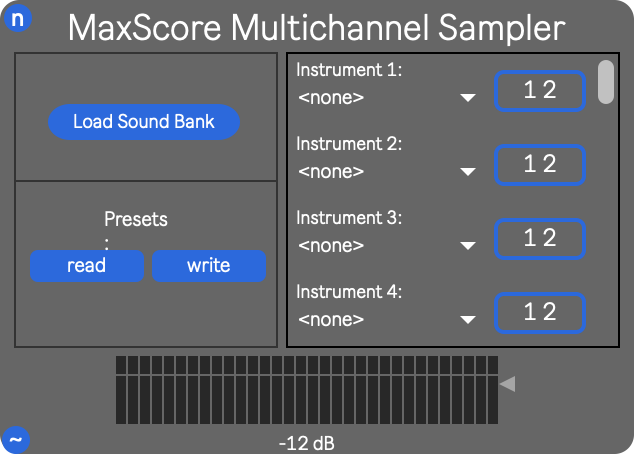 n
MaxScore Multichannel Sampler
Load Sound Bank
Presets
:
read write
Instrument 1:
<none> 1 2
Instrument 2:
<none> 1 2
Instrument 3:
<none> 1 2
Instrument 4:
<none> 1 2
~
-12 dB